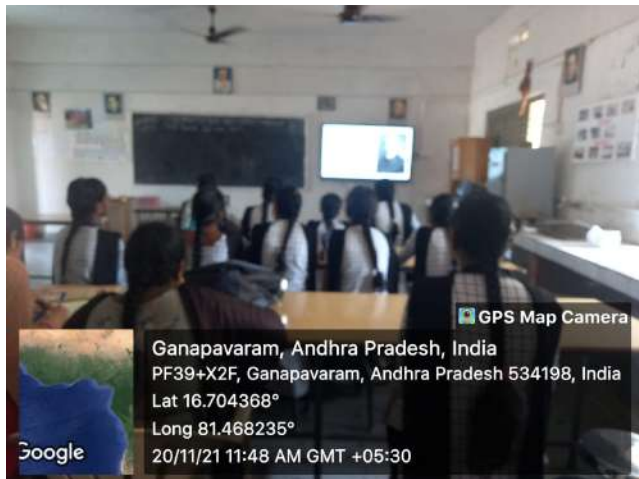 GPS Map Camera
Ganapavaram, Andhra Pradesh, India
PF39+X2F, Ganapavaram, Andhra Pradesh 534198, India
Lat 16.704368°
Long 81.468235°
20/11/21 11:48 AM GMT +05:30
Google